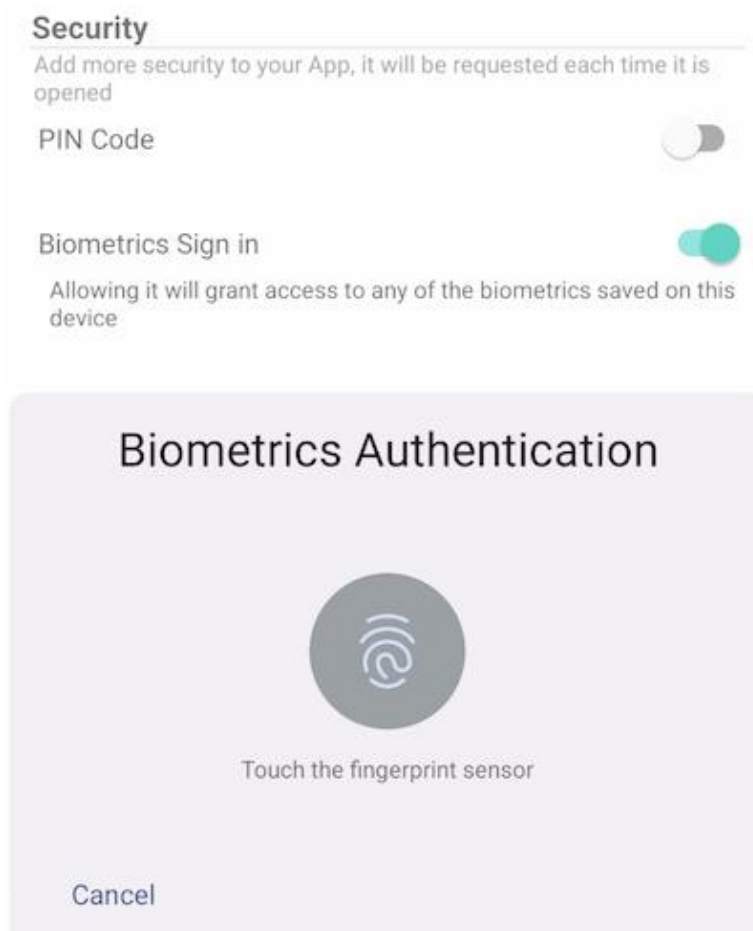 Security
Add more security to your App, it will be requested each time it is
opened
PIN Code
Biometrics Sign in
Allowing it will grant access to any of the biometrics saved on this
device
Biometrics Authentication
Touch the fingerprint sensor
Cancel